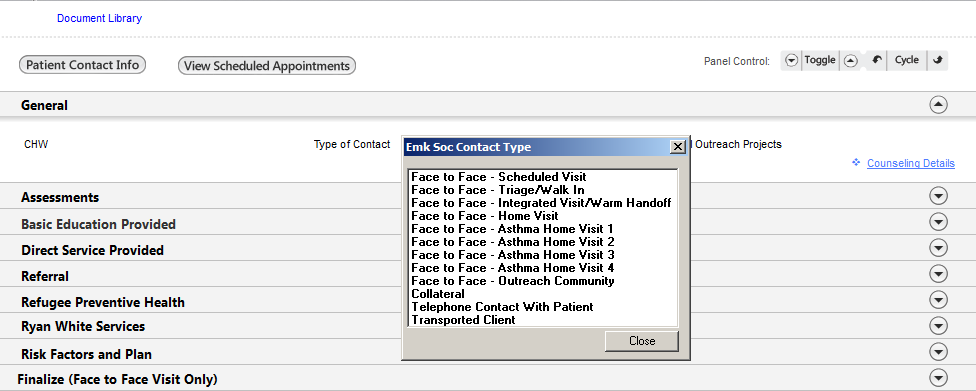 Document Library
Patient Contact Info
View Scheduled Appointments
Panel Control:
Toggle
Cycle
General
CHW
Type of Contact
Outreach Projects
Counseling Details
Emk Soc Contact Type
Face to Face - Scheduled Visit
Face to Face - Triage/Walk In
Face to Face - Integrated Visit/Warm Handoff
Face to Face - Home Visit
Face to Face - Asthma Home Visit 1
Face to Face - Asthma Home Visit 2
Face to Face - Asthma Home Visit 3
Face to Face - Asthma Home Visit 4
Face to Face - Outreach Community
Collateral
Telephone Contact With Patient
Transported Client
Close
Assessments
Basic Education Provided
Direct Service Provided
Referral
Refugee Preventive Health
Ryan White Services
Risk Factors and Plan
Finalize (Face to Face Visit Only)